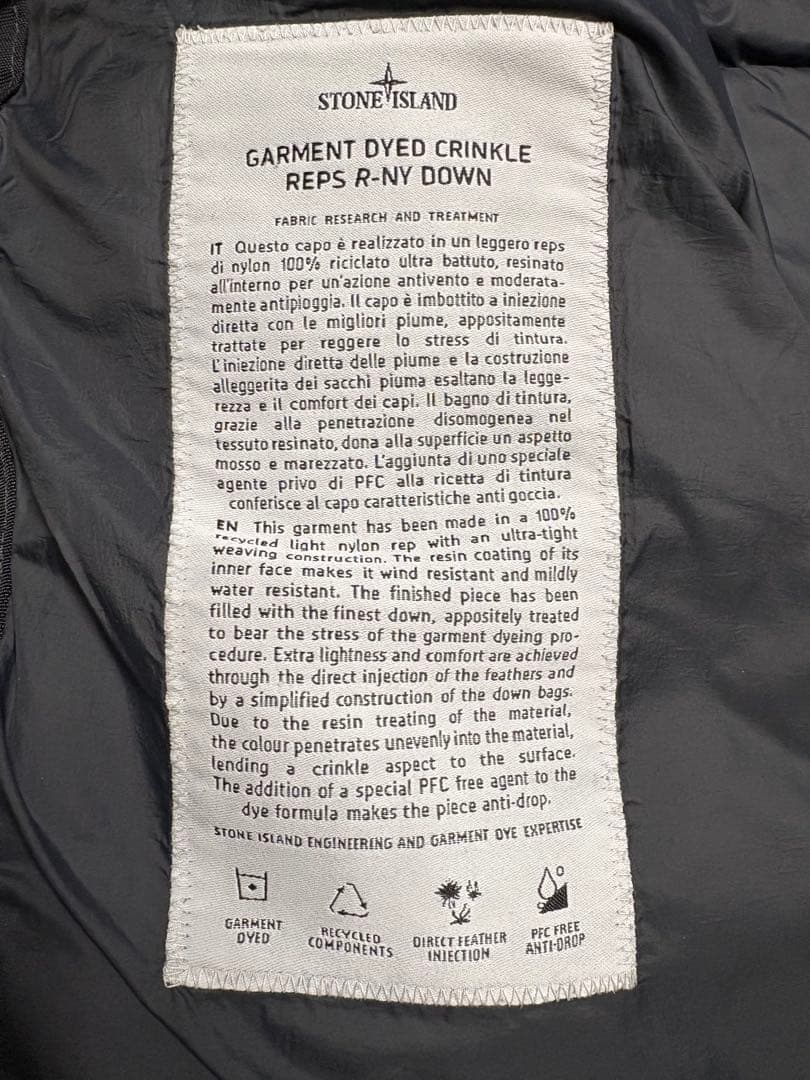 STONE ISLAND
GARMENT DYED CRINKLE
REPS R-NY DOWN
FABRIC RESEARCH AND TREATMENT
IT Questo capo è realizzato in un leggero reps
di nylon 100% riciclato ultra battuto, resinato
all'interno per un'azione antivento e moderata-
mente antipioggia. Il capo è imbottito a iniezione
diretta con le migliori piume, appositamente
trattate per reggere lo stress di tintura.
L'iniezione diretta delle piume e la costruzione
alleggerita dei sacchi piuma esaltano la legge-
rezza e il comfort dei capi. Il bagno di tintura,
grazie alla penetrazione disomogenea nel
tessuto resinato, dona alla superficie un aspetto
mosso e marezzato. L'aggiunta di uno speciale
agente privo di PFC alla ricetta di tintura
conferisce al capo caratteristiche anti goccia.
EN This garment has been made in a 100%
recycled light nylon rep with an ultra-tight
weaving construction. The resin coating of its
inner face makes it wind resistant and mildly
water resistant. The finished piece has been
filled with the finest down, appositely treated
to bear the stress of the garment dyeing pro-
cedure. Extra lightness and comfort are achieved
through the direct injection of the feathers and
by a simplified construction of the down bags.
Due to the resin treating of the material,
the colour penetrates unevenly into the material,
lending a crinkle aspect to the surface.
The addition of a special PFC free agent to the
dye formula makes the piece anti-drop.
STONE ISLAND ENGINEERING AND GARMENT DYE EXPERTISE
GARMENT
DYED
RECYCLED
COMPONENTS
DIRECT FEATHER
INJECTION
PFC FREE
ANTI-DROP